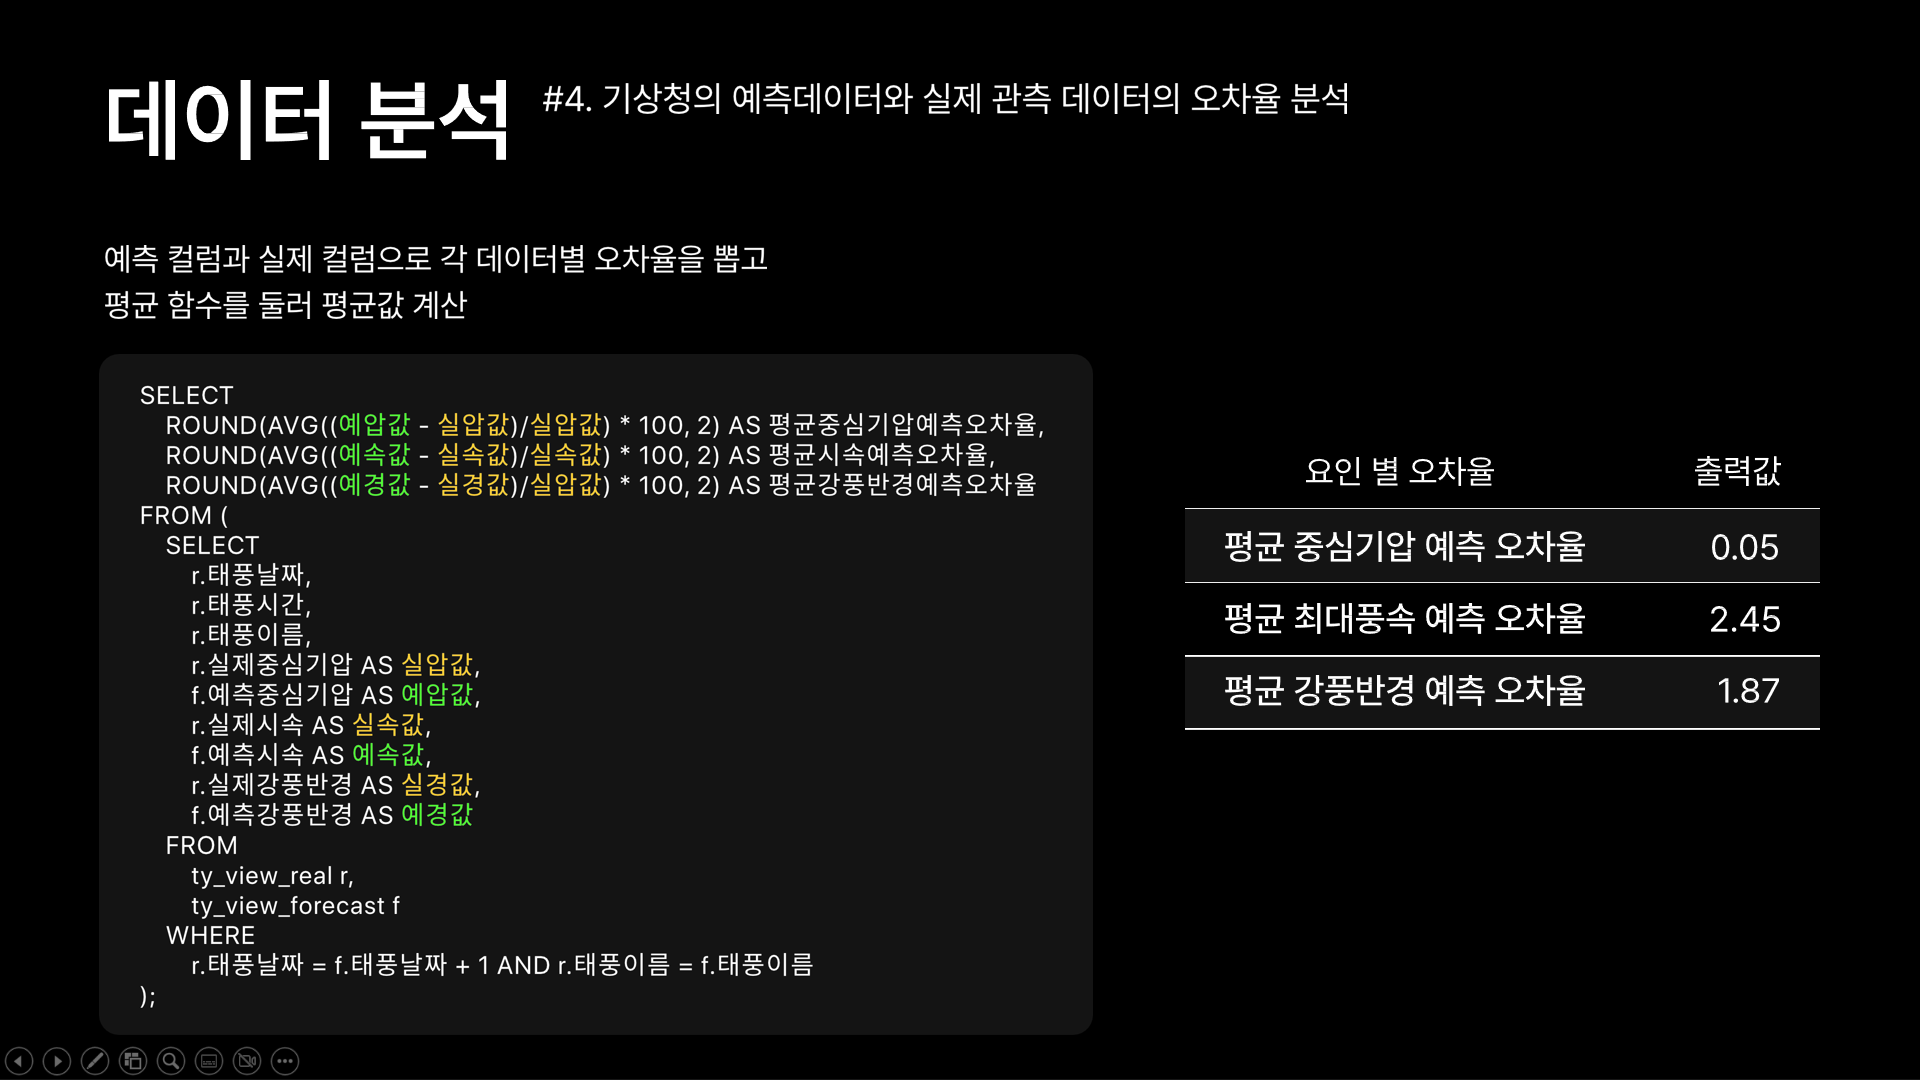 데이터 분석
#4. 기상청의 예측데이터와 실제 관측 데이터의 오차율 분석
예측 컬럼과 실제 컬럼으로 각 데이터별 오차율을 뽑고
평균 함수를 둘러 평균값 계산
SELECT
ROUND(AVG((예압값 - 실압값)/실압값) * 100, 2) AS 평균중심기압예측오차율,
ROUND(AVG((예속값 - 실속값)/실속값) * 100, 2) AS 평균시속예측오차율,
ROUND(AVG((예경값 - 실경값)/실압값) * 100, 2) AS 평균강풍반경예측오차율
FROM (
SELECT
r.태풍날짜,
r.태풍시간,
r.태풍이름,
r.실제중심기압 AS 실압값,
f.예측중심기압 AS 예압값,
r.실제시속 AS 실속값,
f.예측시속 AS 예속값,
r.실제강풍반경 AS 실경값,
f.예측강풍반경 AS 예경값
FROM
ty_view_real r,
ty_view_forecast f
WHERE
r.태풍날짜 = f.태풍날짜 + 1 AND r.태풍이름 = f.태풍이름
);
요인 별 오차율 출력값
평균 중심기압 예측 오차율 0.05
평균 최대풍속 예측 오차율 2.45
평균 강풍반경 예측 오차율 1.87